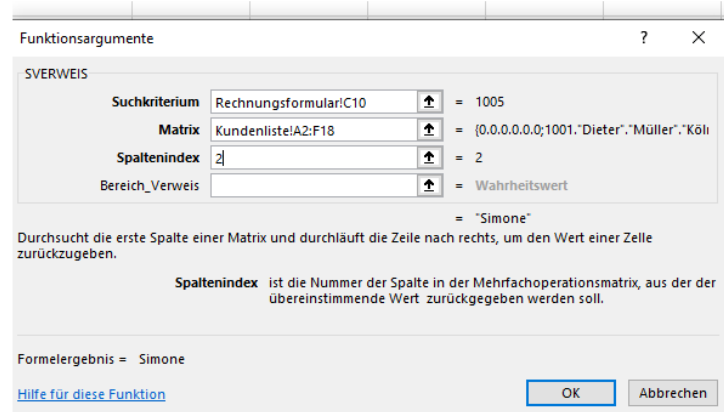 Funktionsargumente ? ×
SVERWEIS
Suchkriterium Rechnungsformular!C10 = 1005
Matrix Kundenliste!A2:F18 = {0.0.0.0.0.0;1001."Dieter"."Müller"."Köln
Spaltenindex 2 = 2
Bereich_Verweis = Wahrheitswert
= "Simone"
Durchsucht die erste Spalte einer Matrix und durchläuft die Zeile nach rechts, um den Wert einer Zelle
zurückzugeben.
Spaltenindex ist die Nummer der Spalte in der Mehrfachoperationsmatrix, aus der der
übereinstimmende Wert zurückgegeben werden soll.
Formelergebnis = Simone
Hilfe für diese Funktion OK Abbrechen